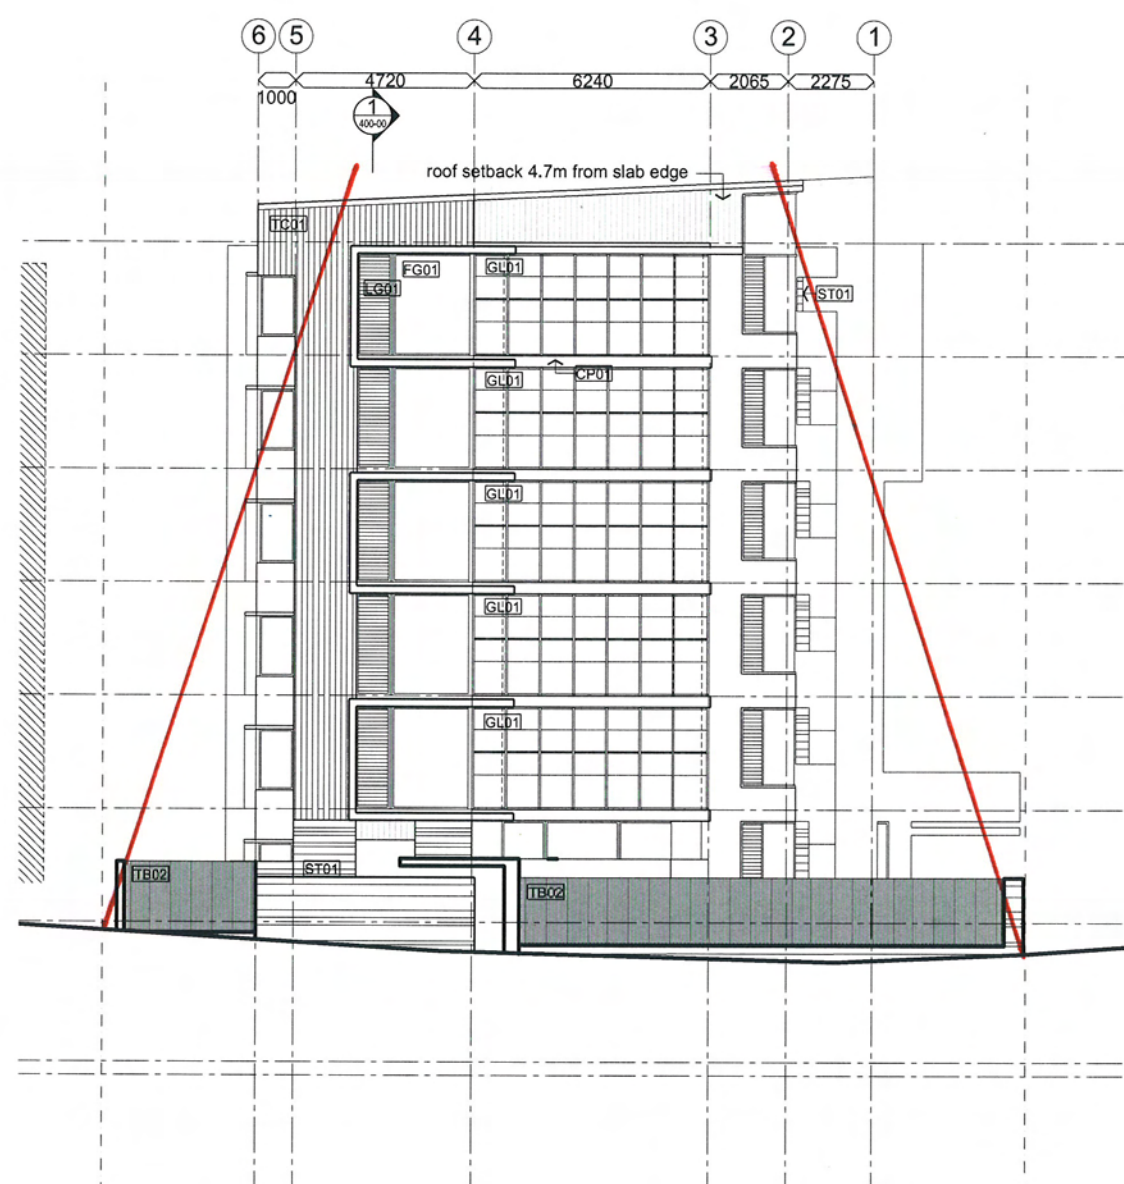 6 5 4 3 2 1
4720 6240 2065 2275
1000
1
400-00
roof setback 4.7m from slab edge
TC01
FG01 GL01
LG01 ST01
CP01
GL01
GL01
GL01
GL01
ST01
TB02
TB02